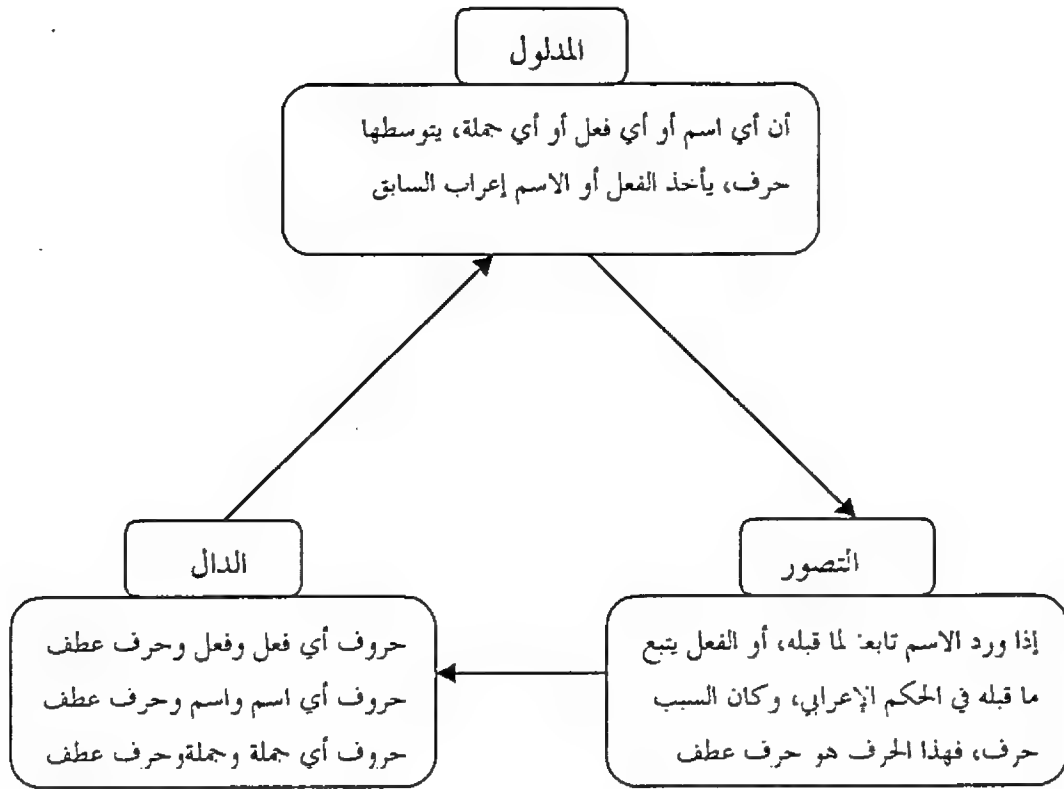 المدلول
أن أي اسم أو أي فعل أو أي جملة، يتوسطها
حرف، يأخذ الفعل أو الاسم إعراب السابق
التصور
إذا ورد الاسم تابعة لما قبله، أو الفعل يتبع
ما قبله في الحكم الإعرابي، وكان السبب
حرف، فهذا الحرف هو حرف عطف
الدال
حروف أي فعل وفعل وحرف عطف
حروف أي اسم واسم وحرف عطف
حروف أي جملة وجملةوحرف عطف